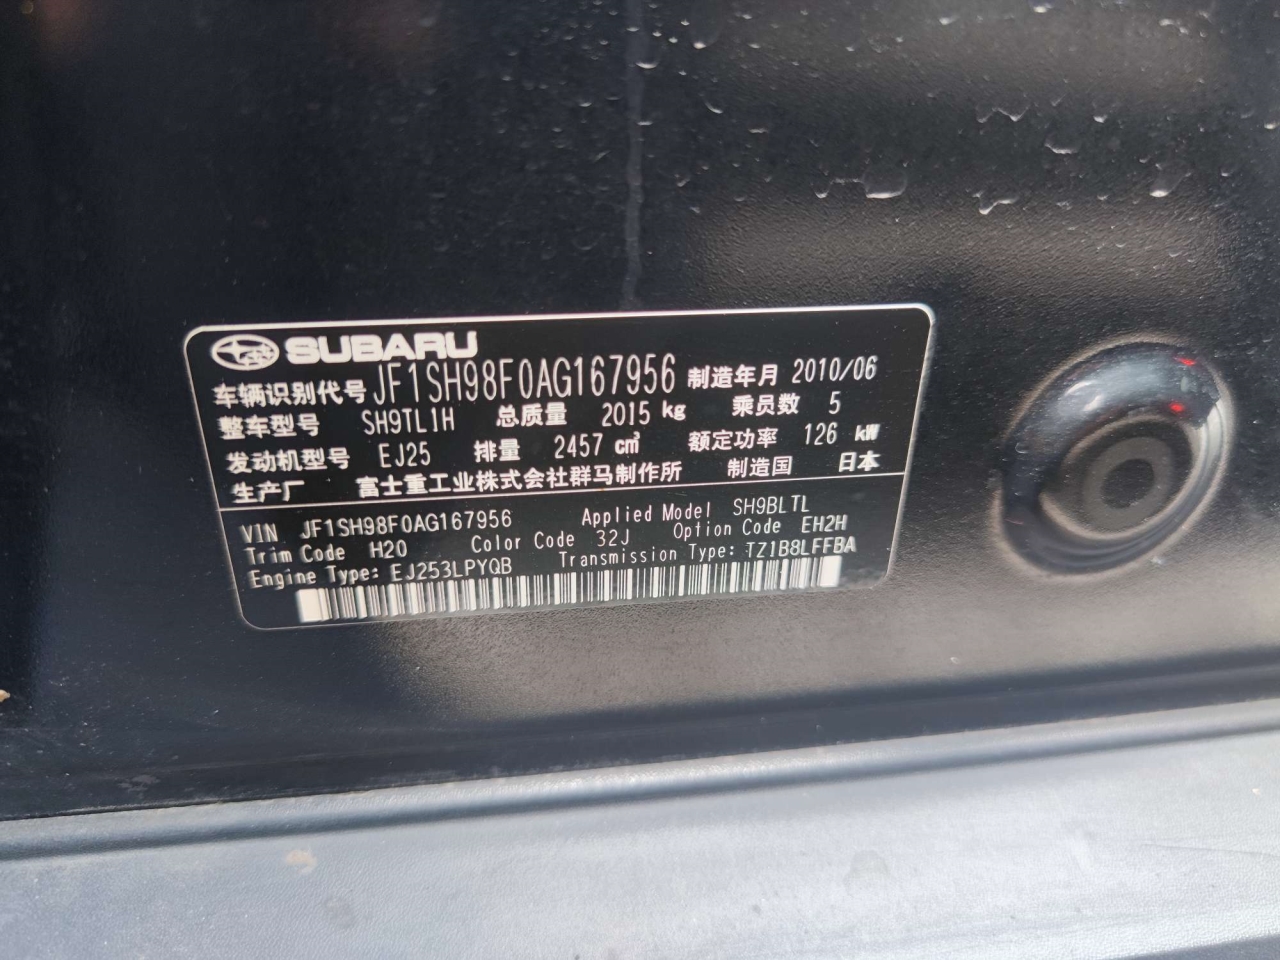 SUBARU
车辆识别代号 JF1SH98F0AG167956 制造年月 2010/06
整车型号 SH9TL1H 总质量 2015 kg 乘员数 5
发动机型号 EJ25 排量 2457 cm³ 额定功率 126 kW
生产厂 富士重工业株式会社群马制作所 制造国 日本
VIN JF1SH98F0AG167956 Applied Model SH9BLTL
Trim Code H20 Color Code 32J Option Code EH2H
Engine Type: EJ253LPYQB Transmission Type: TZ1B8LFFBA